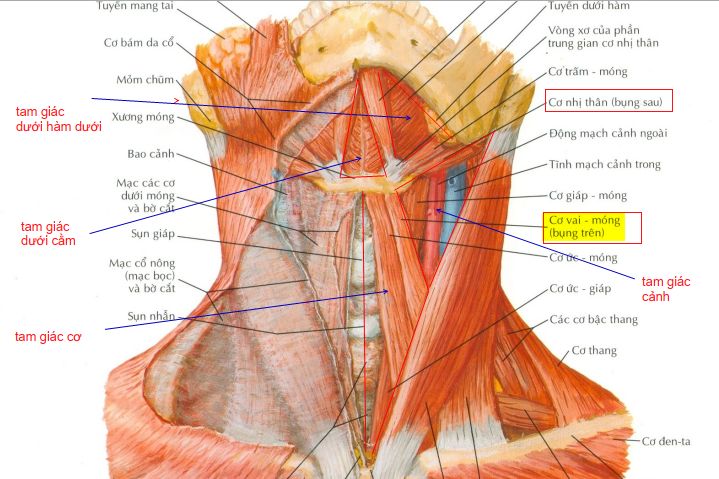 Tuyến mang tai
Cơ bám da cổ
Mỏm chũm
tam giác
dưới hàm dưới
Xương móng
Bao cảnh
Mạc các cơ
dưới móng
và bờ cắt
tam giác
dưới cằm
Sụn giáp
Mạc cổ nông
(mạc bọc)
và bờ cắt
Sụn nhẫn
tam giác cơ
Tuyến dưới hàm
Vòng xơ của phần
trung gian cơ nhị thân
Cơ trâm - móng
Cơ nhị thân (bụng sau)
Động mạch cảnh ngoài
Tĩnh mạch cảnh trong
Cơ giáp - móng
Cơ vai - móng
(bụng trên)
Cơ ức - móng
tam giác
cảnh
Cơ ức - giáp
Các cơ bậc thang
Cơ thang
Cơ đen-ta